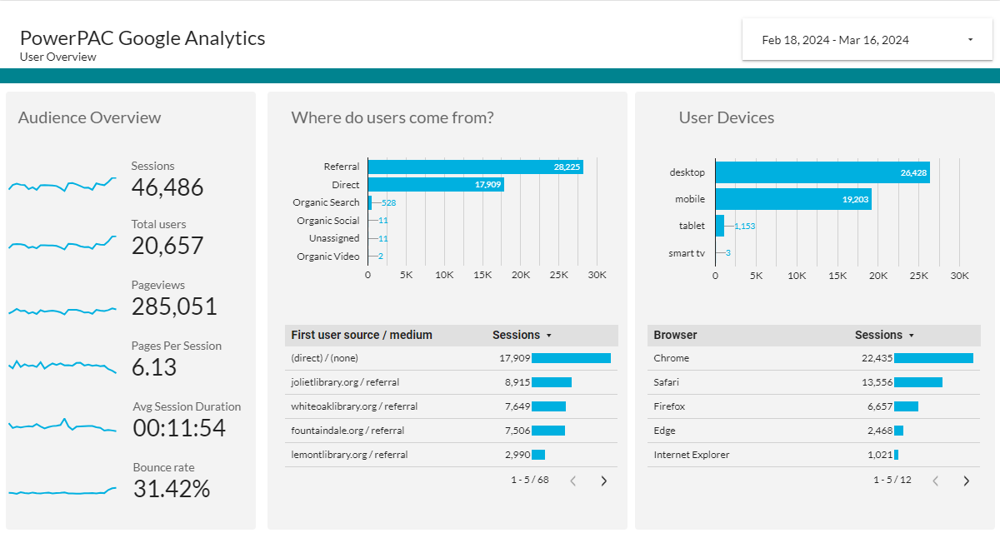 PowerPAC Google Analytics
User Overview
Feb 18, 2024 - Mar 16, 2024
Audience Overview
Sessions
46,486
Total users
20,657
Pageviews
285,051
Pages Per Session
6.13
Avg Session Duration
00:11:54
Bounce rate
31.42%
Where do users come from?
Referral 28,225
Direct 17,909
Organic Search 528
Organic Social 11
Unassigned 11
Organic Video 2
0 5K 10K 15K 20K 25K 30K
First user source / medium Sessions
(direct) / (none) 17,909
jolietlibrary.org / referral 8,915
whiteoaklibrary.org / referral 7,649
fountaindale.org / referral 7,506
lemontlibrary.org / referral 2,990
1 - 5 / 68
User Devices
desktop 26,428
mobile 19,203
tablet 1,153
smart tv 3
0 5K 10K 15K 20K 25K 30K
Browser Sessions
Chrome 22,435
Safari 13,556
Firefox 6,657
Edge 2,468
Internet Explorer 1,021
1 - 5 / 12